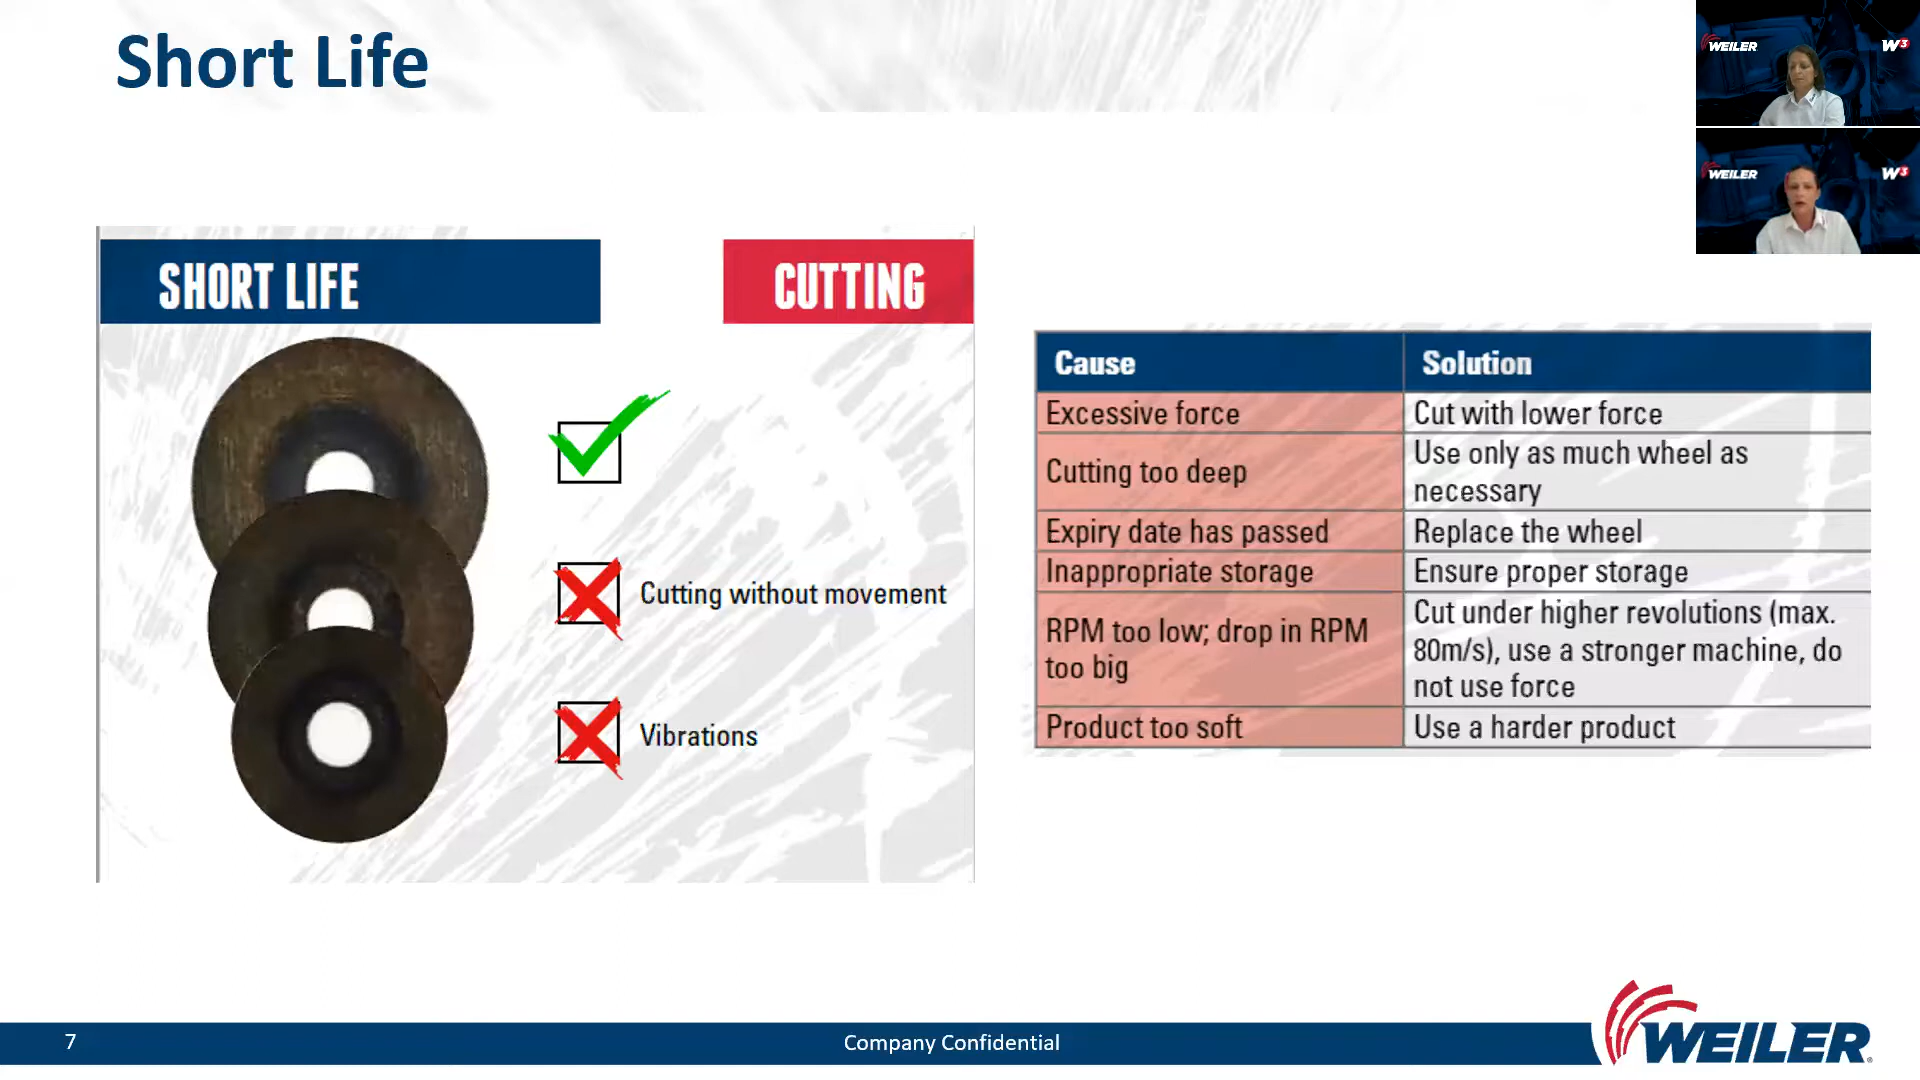 Short Life
WEILER
W3
WEILER
W3
SHORT LIFE
CUTTING
Cutting without movement
Vibrations
Cause
Solution
Excessive force
Cut with lower force
Cutting too deep
Use only as much wheel as
necessary
Expiry date has passed
Replace the wheel
Inappropriate storage
Ensure proper storage
RPM too low; drop in RPM
too big
Cut under higher revolutions (max.
80m/s), use a stronger machine, do
not use force
Product too soft
Use a harder product
7
Company Confidential
WEILER